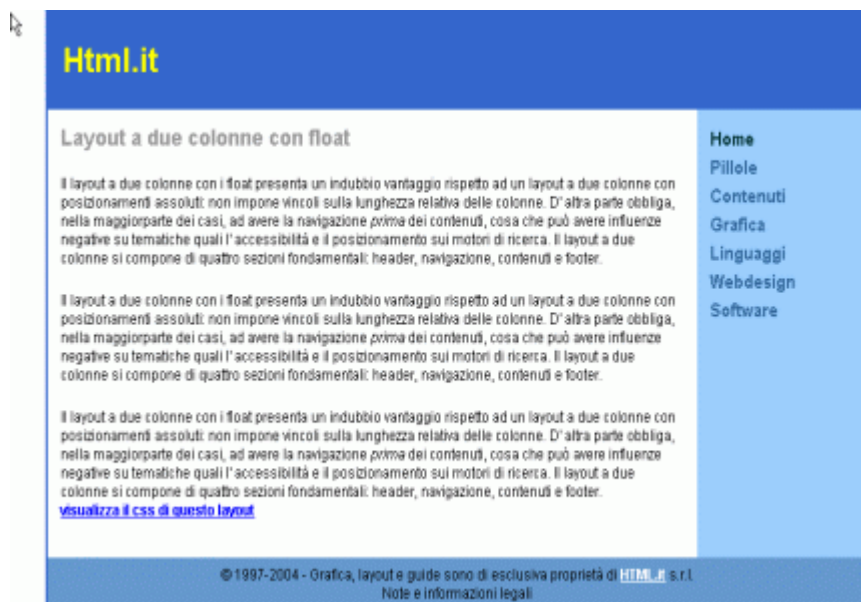 Html.it
Layout a due colonne con float
Il layout a due colonne con i float presenta un indubbio vantaggio rispetto ad un layout a due colonne con
posizionamenti assoluti: non impone vincoli sulla lunghezza relativa delle colonne. D'altra parte obbliga,
nella maggiorparte dei casi, ad avere la navigazione prima dei contenuti, cosa che può avere influenze
negative su tematiche quali l'accessibilità e il posizionamento sui motori di ricerca. Il layout a due
colonne si compone di quattro sezioni fondamentali: header, navigazione, contenuti e footer.
Il layout a due colonne con i float presenta un indubbio vantaggio rispetto ad un layout a due colonne con
posizionamenti assoluti: non impone vincoli sulla lunghezza relativa delle colonne. D'altra parte obbliga,
nella maggiorparte dei casi, ad avere la navigazione prima dei contenuti, cosa che può avere influenze
negative su tematiche quali l'accessibilità e il posizionamento sui motori di ricerca. Il layout a due
colonne si compone di quattro sezioni fondamentali: header, navigazione, contenuti e footer.
Il layout a due colonne con i float presenta un indubbio vantaggio rispetto ad un layout a due colonne con
posizionamenti assoluti: non impone vincoli sulla lunghezza relativa delle colonne. D'altra parte obbliga,
nella maggiorparte dei casi, ad avere la navigazione prima dei contenuti, cosa che può avere influenze
negative su tematiche quali l'accessibilità e il posizionamento sui motori di ricerca. Il layout a due
colonne si compone di quattro sezioni fondamentali: header, navigazione, contenuti e footer.
visualizza il css di questo layout
Home
Pillole
Contenuti
Grafica
Linguaggi
Webdesign
Software
© 1997-2004 - Grafica, layout e guide sono di esclusiva proprietà di HTML.it s.r.l.
Note e informazioni legali